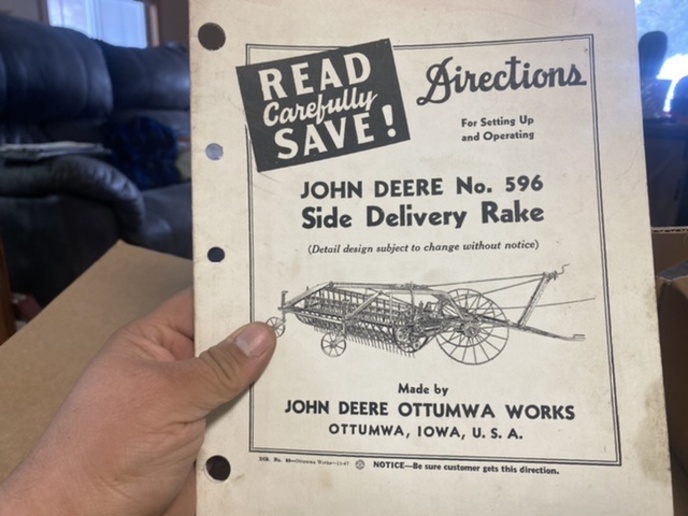 READ
Carefully
SAVE!
Directions
For Setting Up
and Operating
JOHN DEERE No. 596
Side Delivery Rake
(Detail design subject to change without notice)
Made by
JOHN DEERE OTTUMWA WORKS
OTTUMWA, IOWA, U. S. A.
NOTICE—Be sure customer gets this direction.